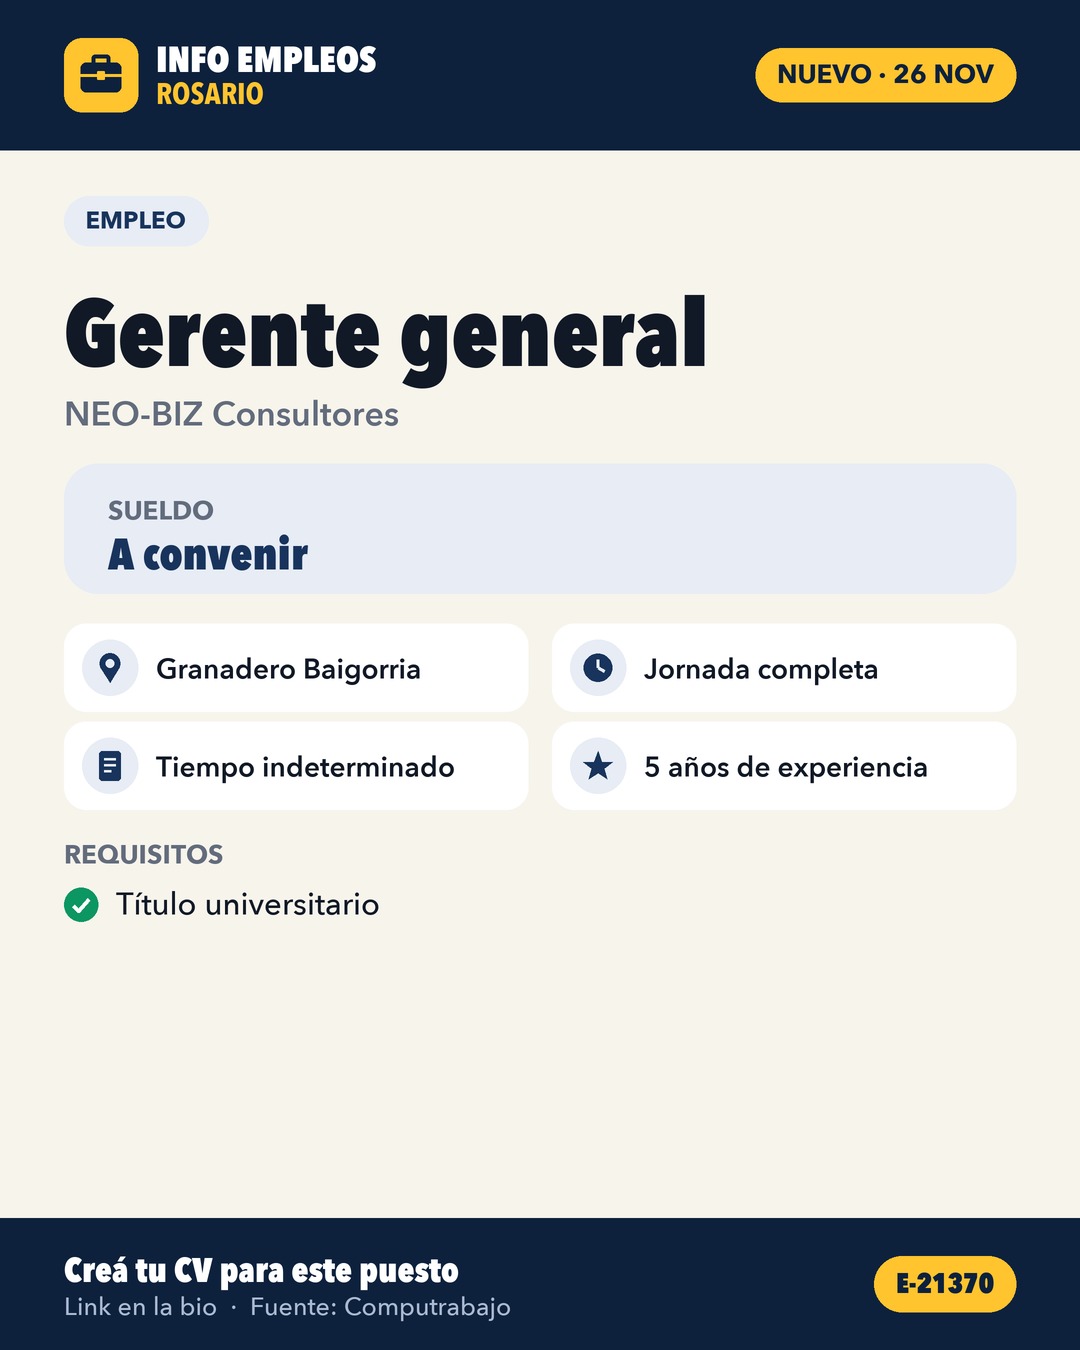 INFO EMPLEOS
ROSARIO
NUEVO · 26 NOV
EMPLEO
Gerente general
NEO-BIZ Consultores
SUELDO
A convenir
Granadero Baigorria
Jornada completa
Tiempo indeterminado
5 años de experiencia
REQUISITOS
Título universitario
Creá tu CV para este puesto
Link en la bio · Fuente: Computrabajo
E-21370